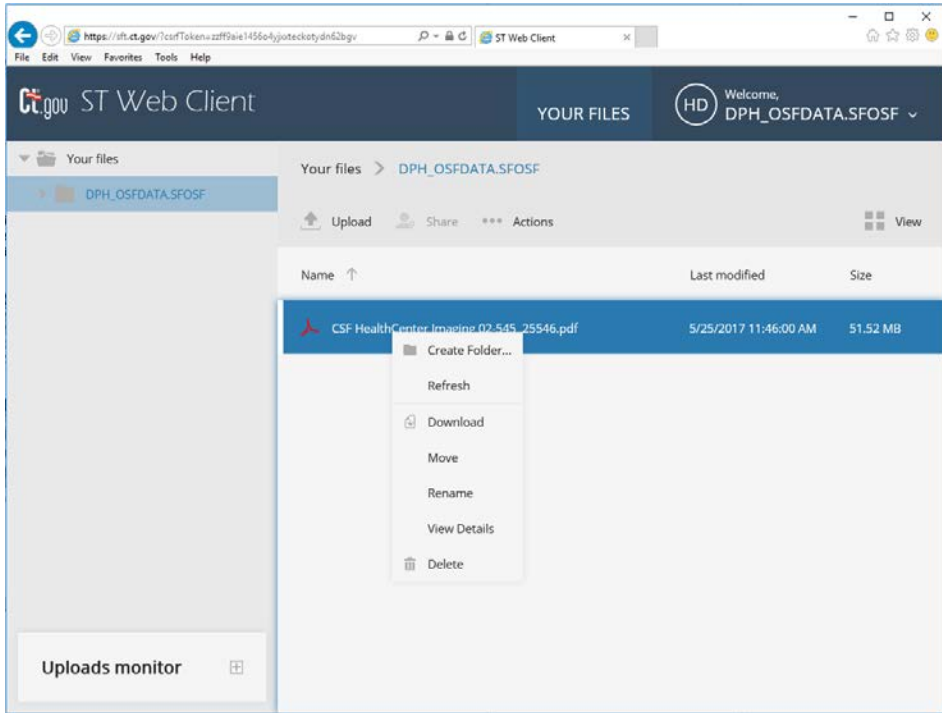 https://sft.ct.gov/?csrfToken=zzff9aie1456o4yjioteckotydn62bgv
ST Web Client
File Edit View Favorites Tools Help
Ct.gov ST Web Client
YOUR FILES
HD
Welcome,
DPH_OSFDATA.SFOSF
Your files
DPH_OSFDATA.SFOSF
Your files > DPH_OSFDATA.SFOSF
Upload Share Actions View
Name Last modified Size
CSF HealthCenter Imaging 02-545_25546.pdf 5/25/2017 11:46:00 AM 51.52 MB
Create Folder...
Refresh
Download
Move
Rename
View Details
Delete
Uploads monitor